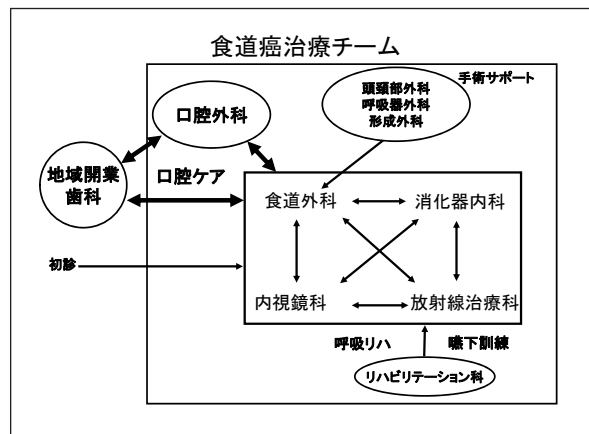 食道癌治療チーム
手術サポート
頭頸部外科
呼吸器外科
形成外科
口腔外科
地域開業
歯科
口腔ケア
食道外科
消化器内科
初診
内視鏡科
放射線治療科
呼吸リハ
嚥下訓練
リハビリテーション科